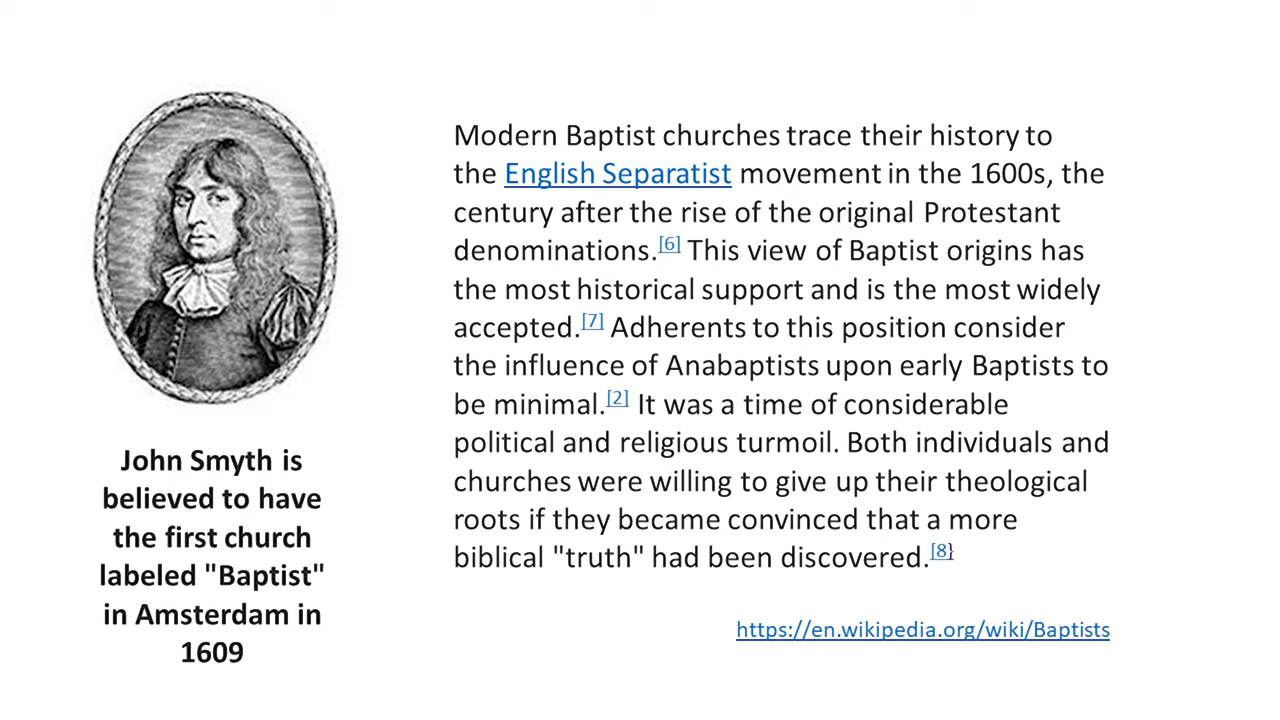 John Smyth is
believed to have
the first church
labeled "Baptist"
in Amsterdam in
1609
Modern Baptist churches trace their history to
the English Separatist movement in the 1600s, the
century after the rise of the original Protestant
denominations.[6] This view of Baptist origins has
the most historical support and is the most widely
accepted.[7] Adherents to this position consider
the influence of Anabaptists upon early Baptists to
be minimal.[2] It was a time of considerable
political and religious turmoil. Both individuals and
churches were willing to give up their theological
roots if they became convinced that a more
biblical "truth" had been discovered.[8}
https://en.wikipedia.org/wiki/Baptists